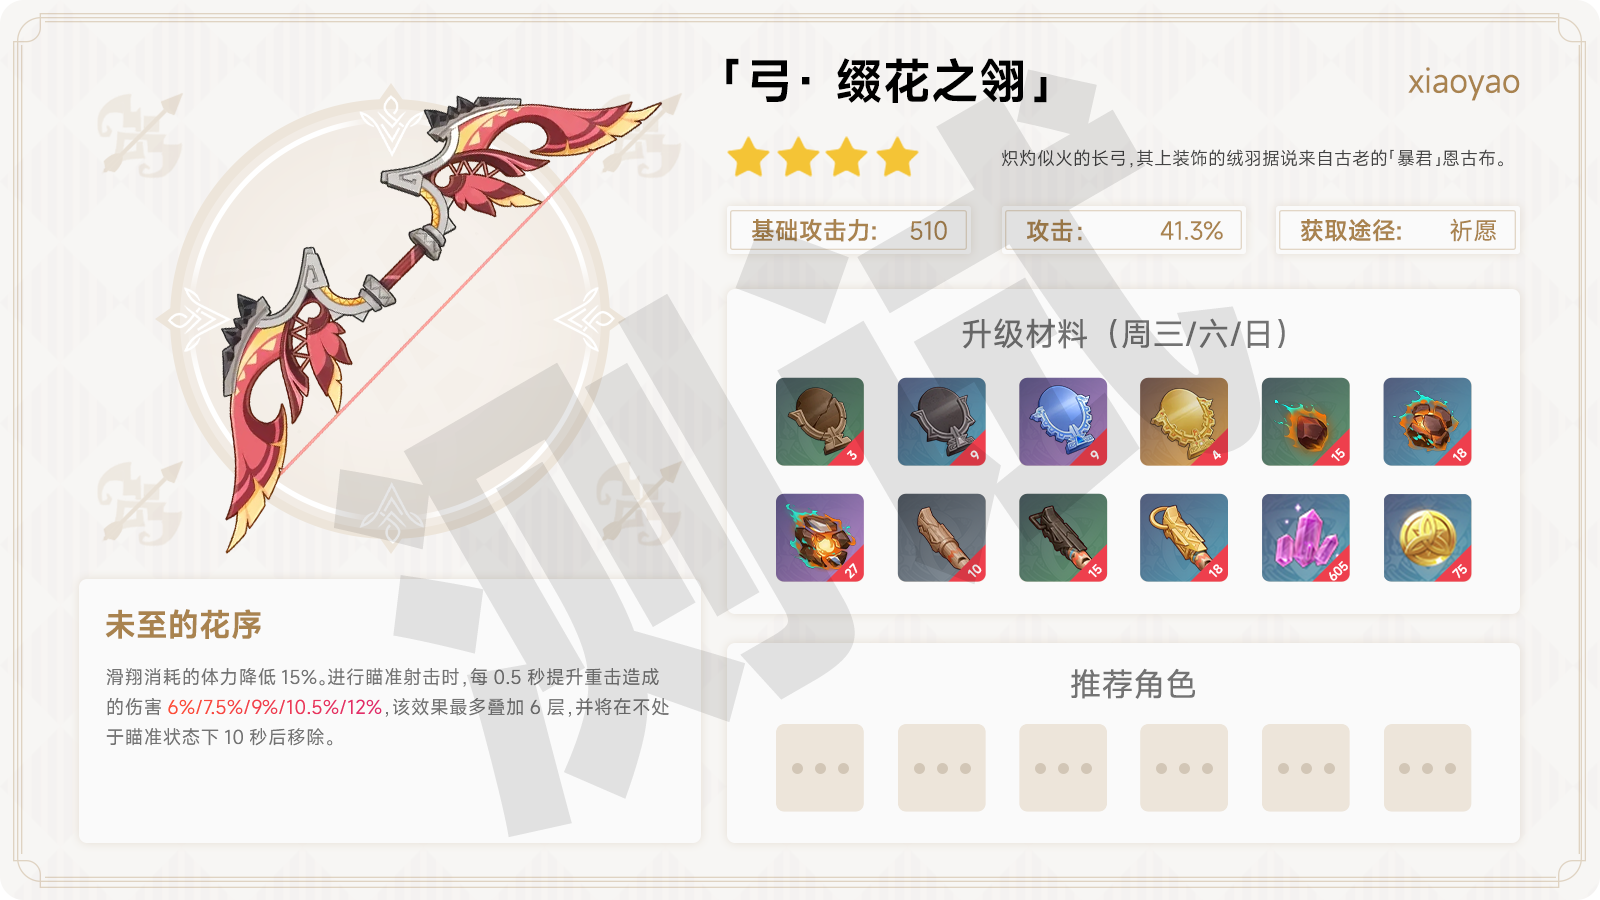 「弓· 缀花之翎」
xiaoyao
炽灼似火的长弓,其上装饰的绒羽据说来自古老的「暴君」恩古布。
基础攻击力: 510
攻击: 41.3%
获取途径: 祈愿
升级材料（周三/六/日）
3 9 9 4 15 18
27 10 15 18 605 75
未至的花序
滑翔消耗的体力降低 15%。进行瞄准射击时,每 0.5 秒提升重击造成
的伤害 6%/7.5%/9%/10.5%/12%,该效果最多叠加 6 层,并将在不处
于瞄准状态下 10 秒后移除。
推荐角色
测试